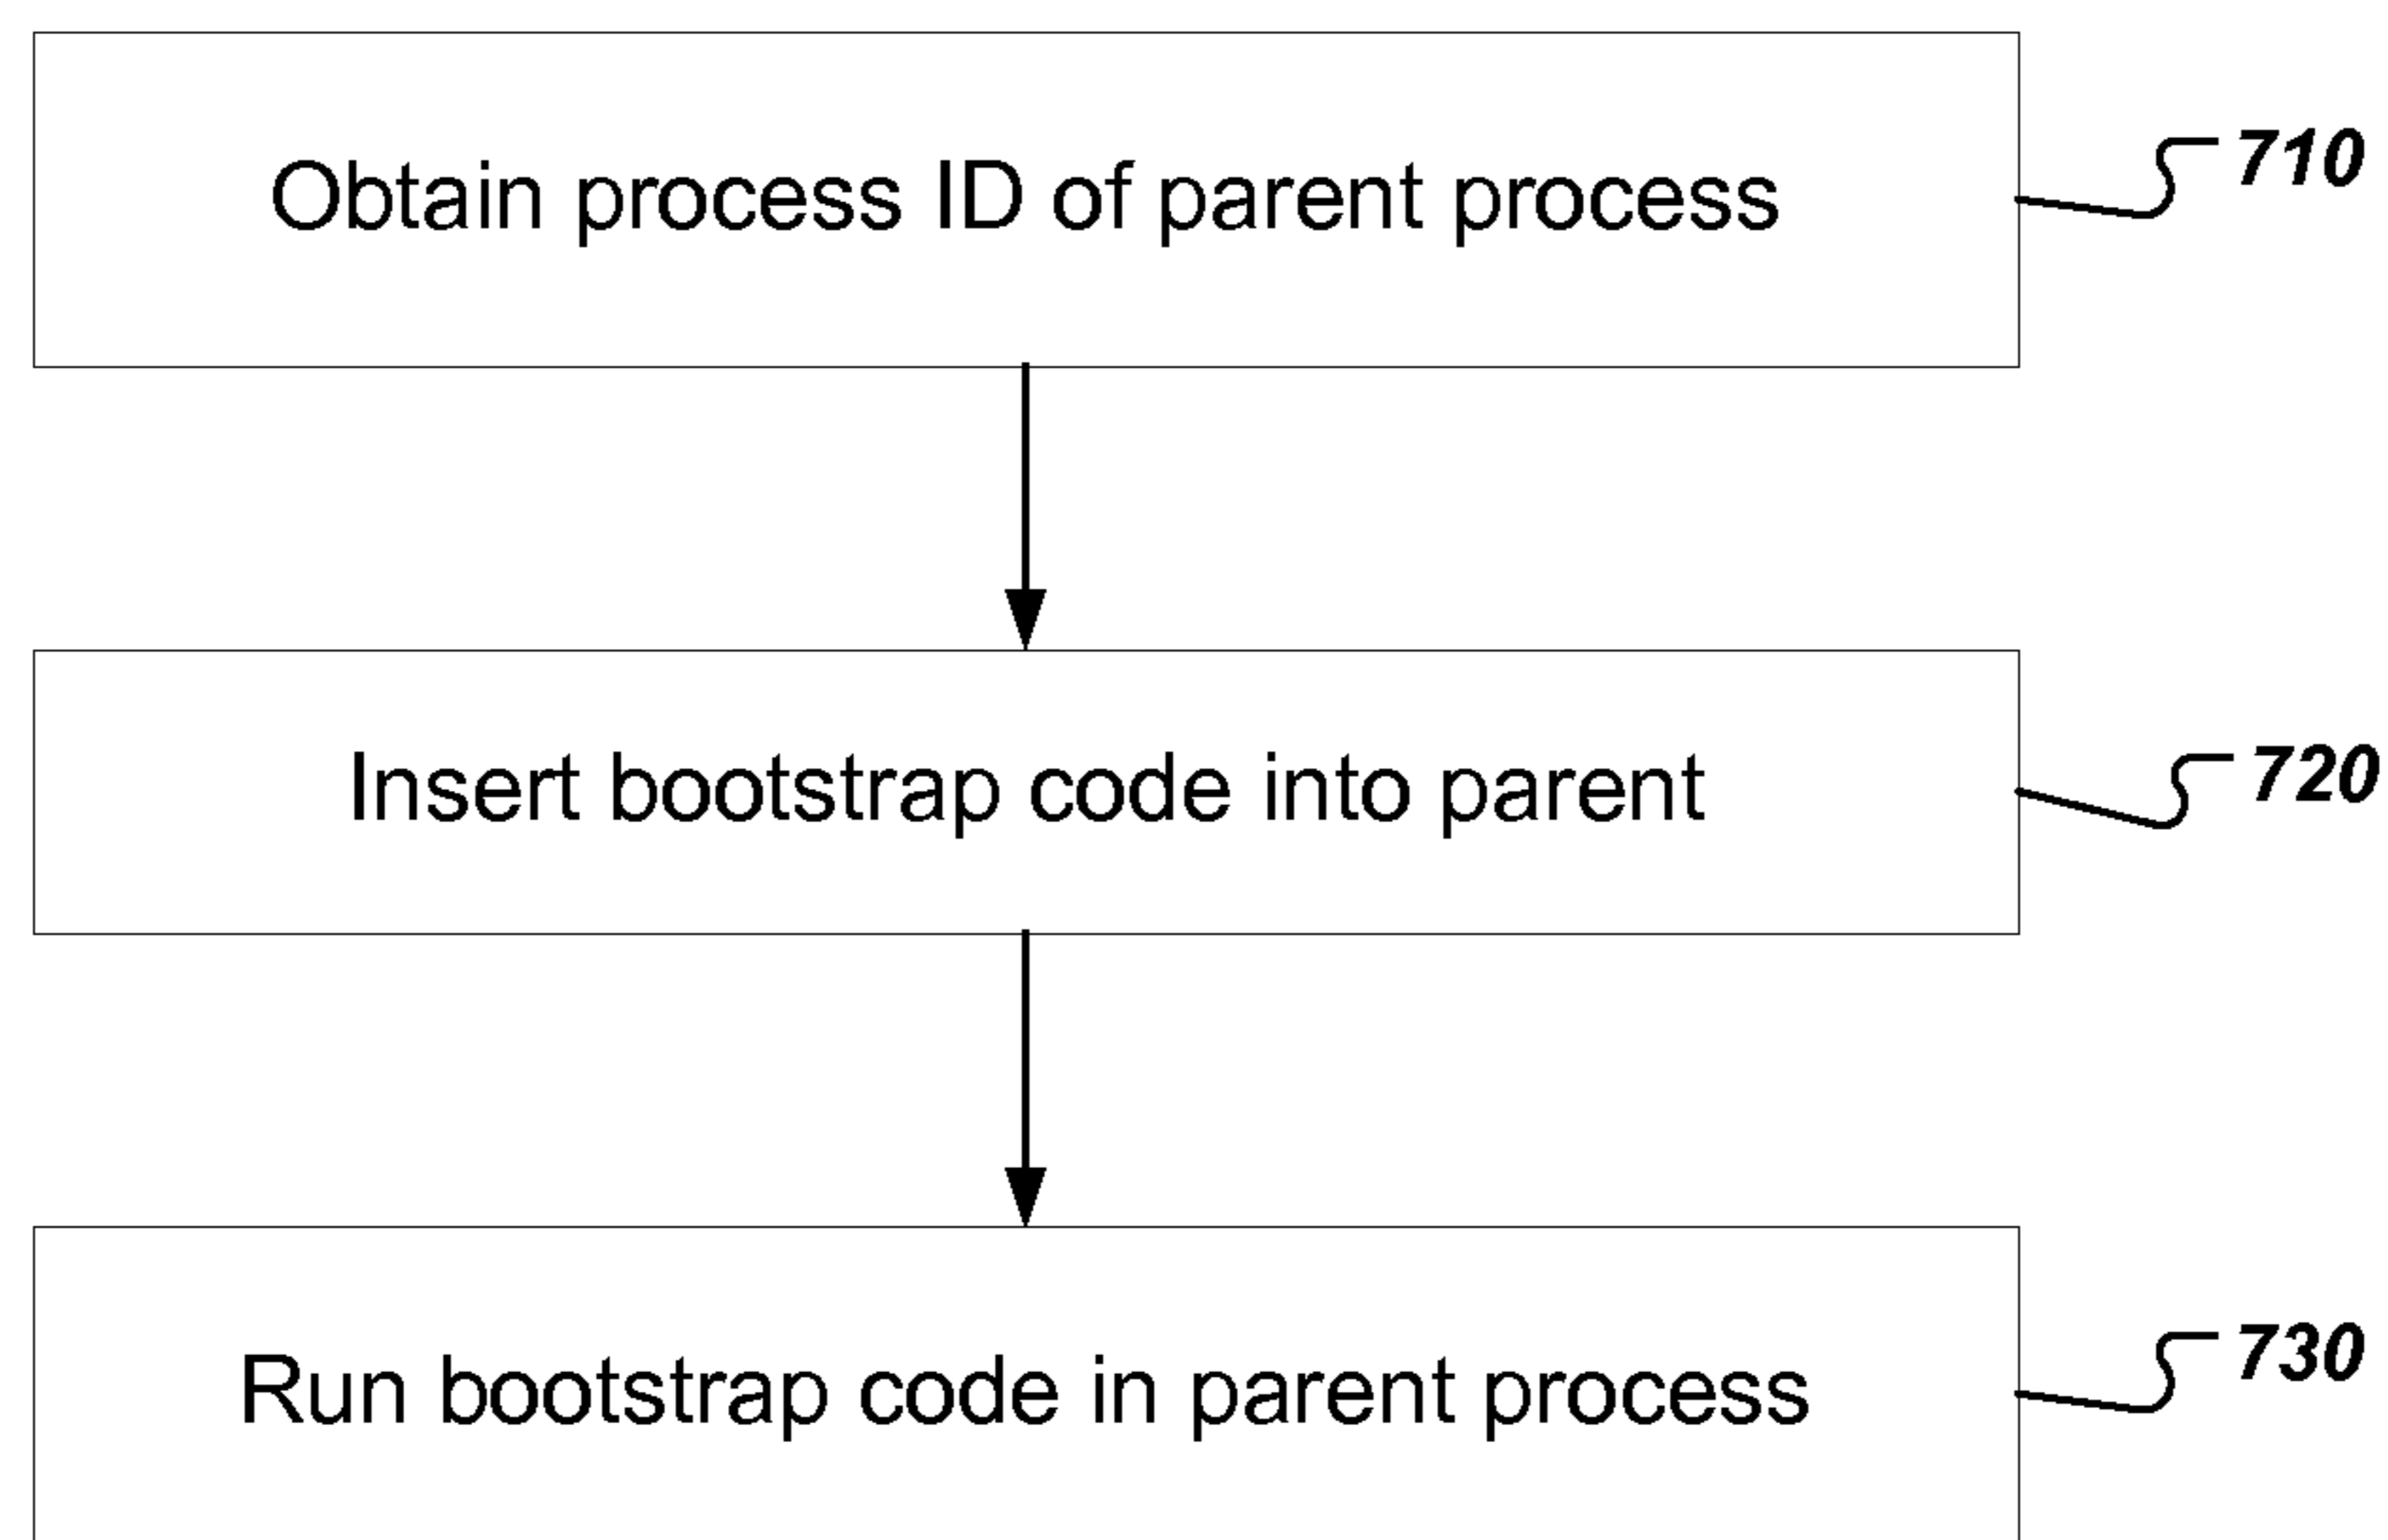 Obtain process ID of parent process
710
Insert bootstrap code into parent
720
Run bootstrap code in parent process
730